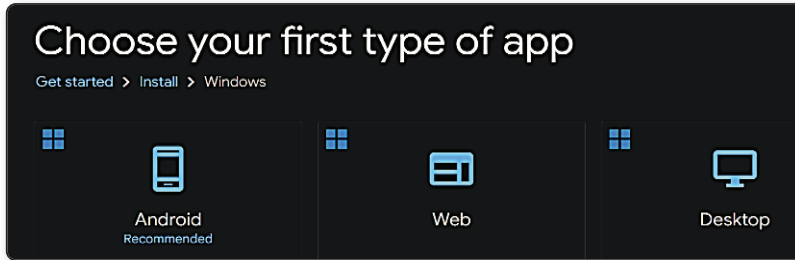 Choose your first type of app
Get started > Install > Windows
Android
Recommended
Web
Desktop